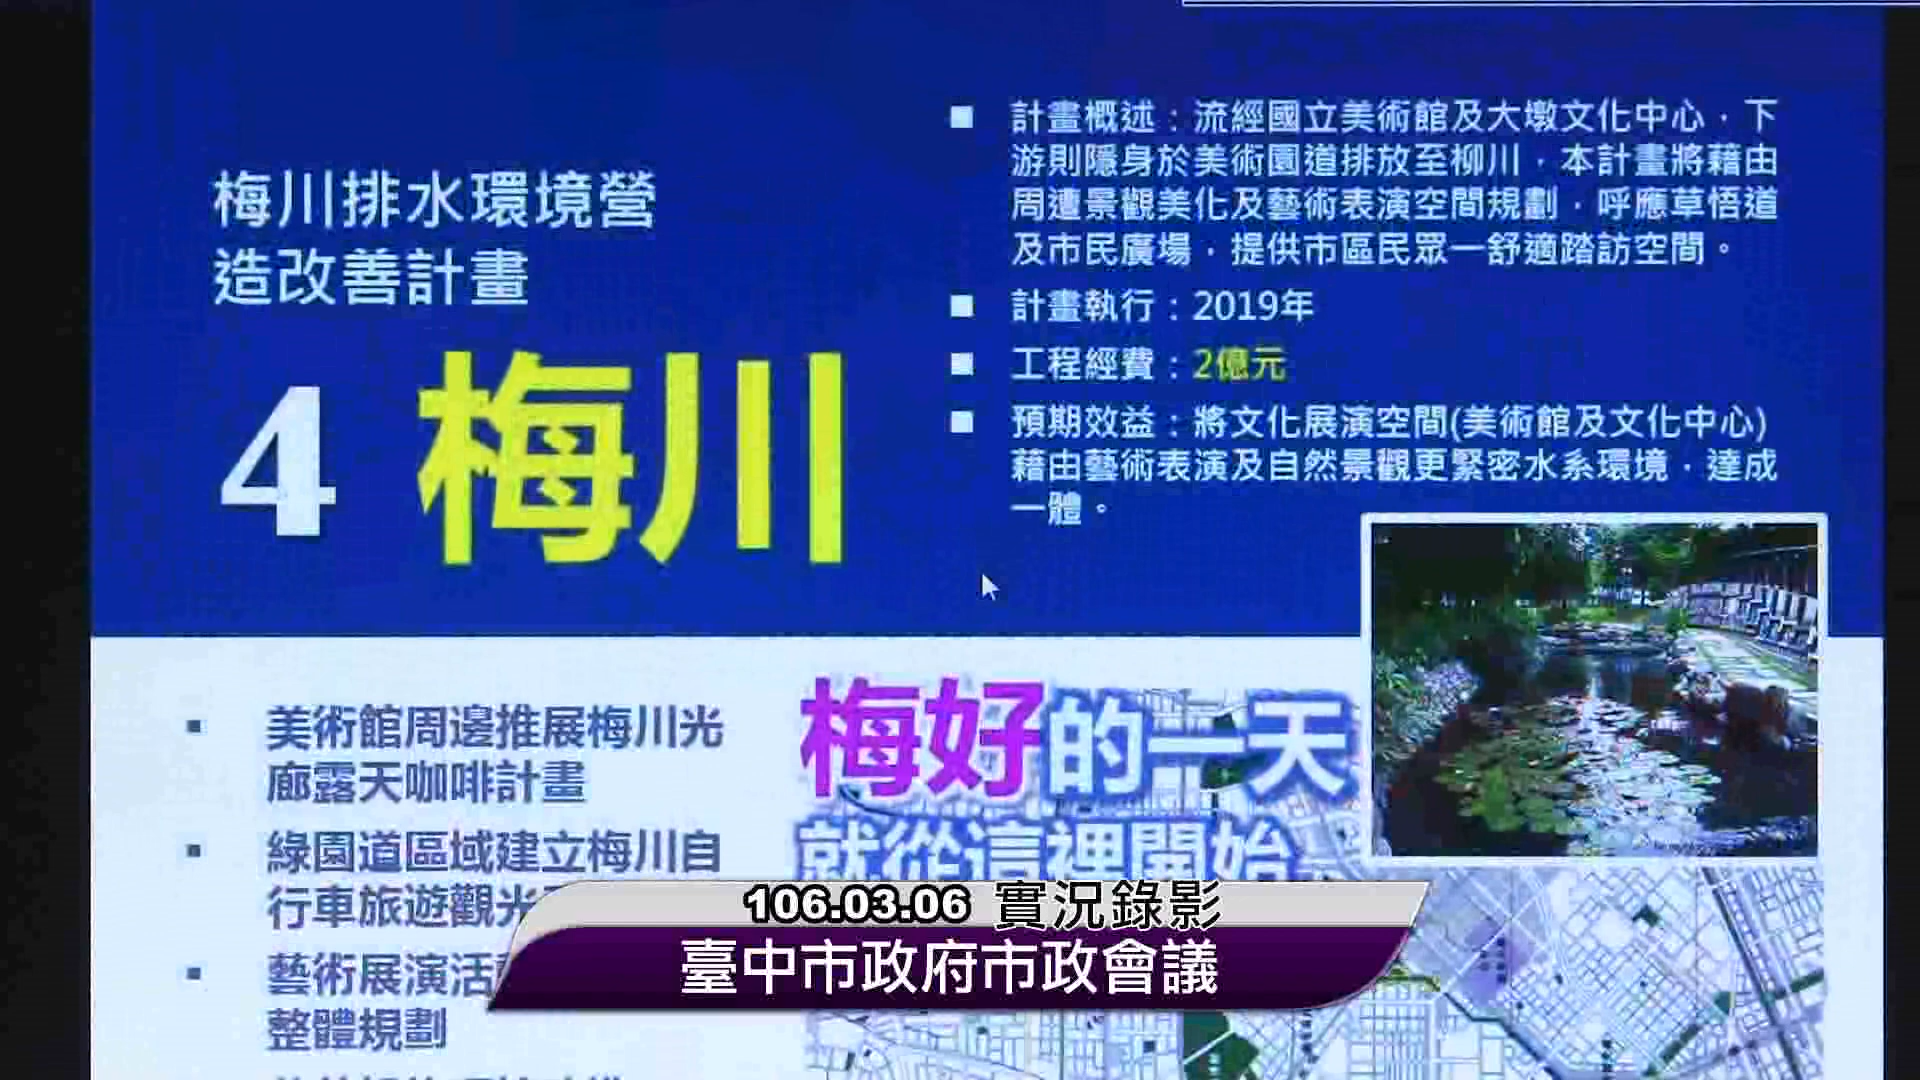 梅川排水環境營
造改善計畫
4 梅川
■ 計畫概述：流經國立美術館及大墩文化中心，下
游則隱身於美術園道排放至柳川，本計畫將藉由
周遭景觀美化及藝術表演空間規劃，呼應草悟道
及市民廣場，提供市區民眾一舒適踏訪空間。
■ 計畫執行：2019年
■ 工程經費：2億元
■ 預期效益：將文化展演空間(美術館及文化中心)
藉由藝術表演及自然景觀更緊密水系環境，達成
一體。
▪ 美術館周邊推展梅川光
廊露天咖啡計畫
▪ 綠園道區域建立梅川自
行車旅遊觀光
▪ 藝術展演活
整體規劃
梅好的一天
就從這裡開始
106.03.06 實況錄影
臺中市政府市政會議